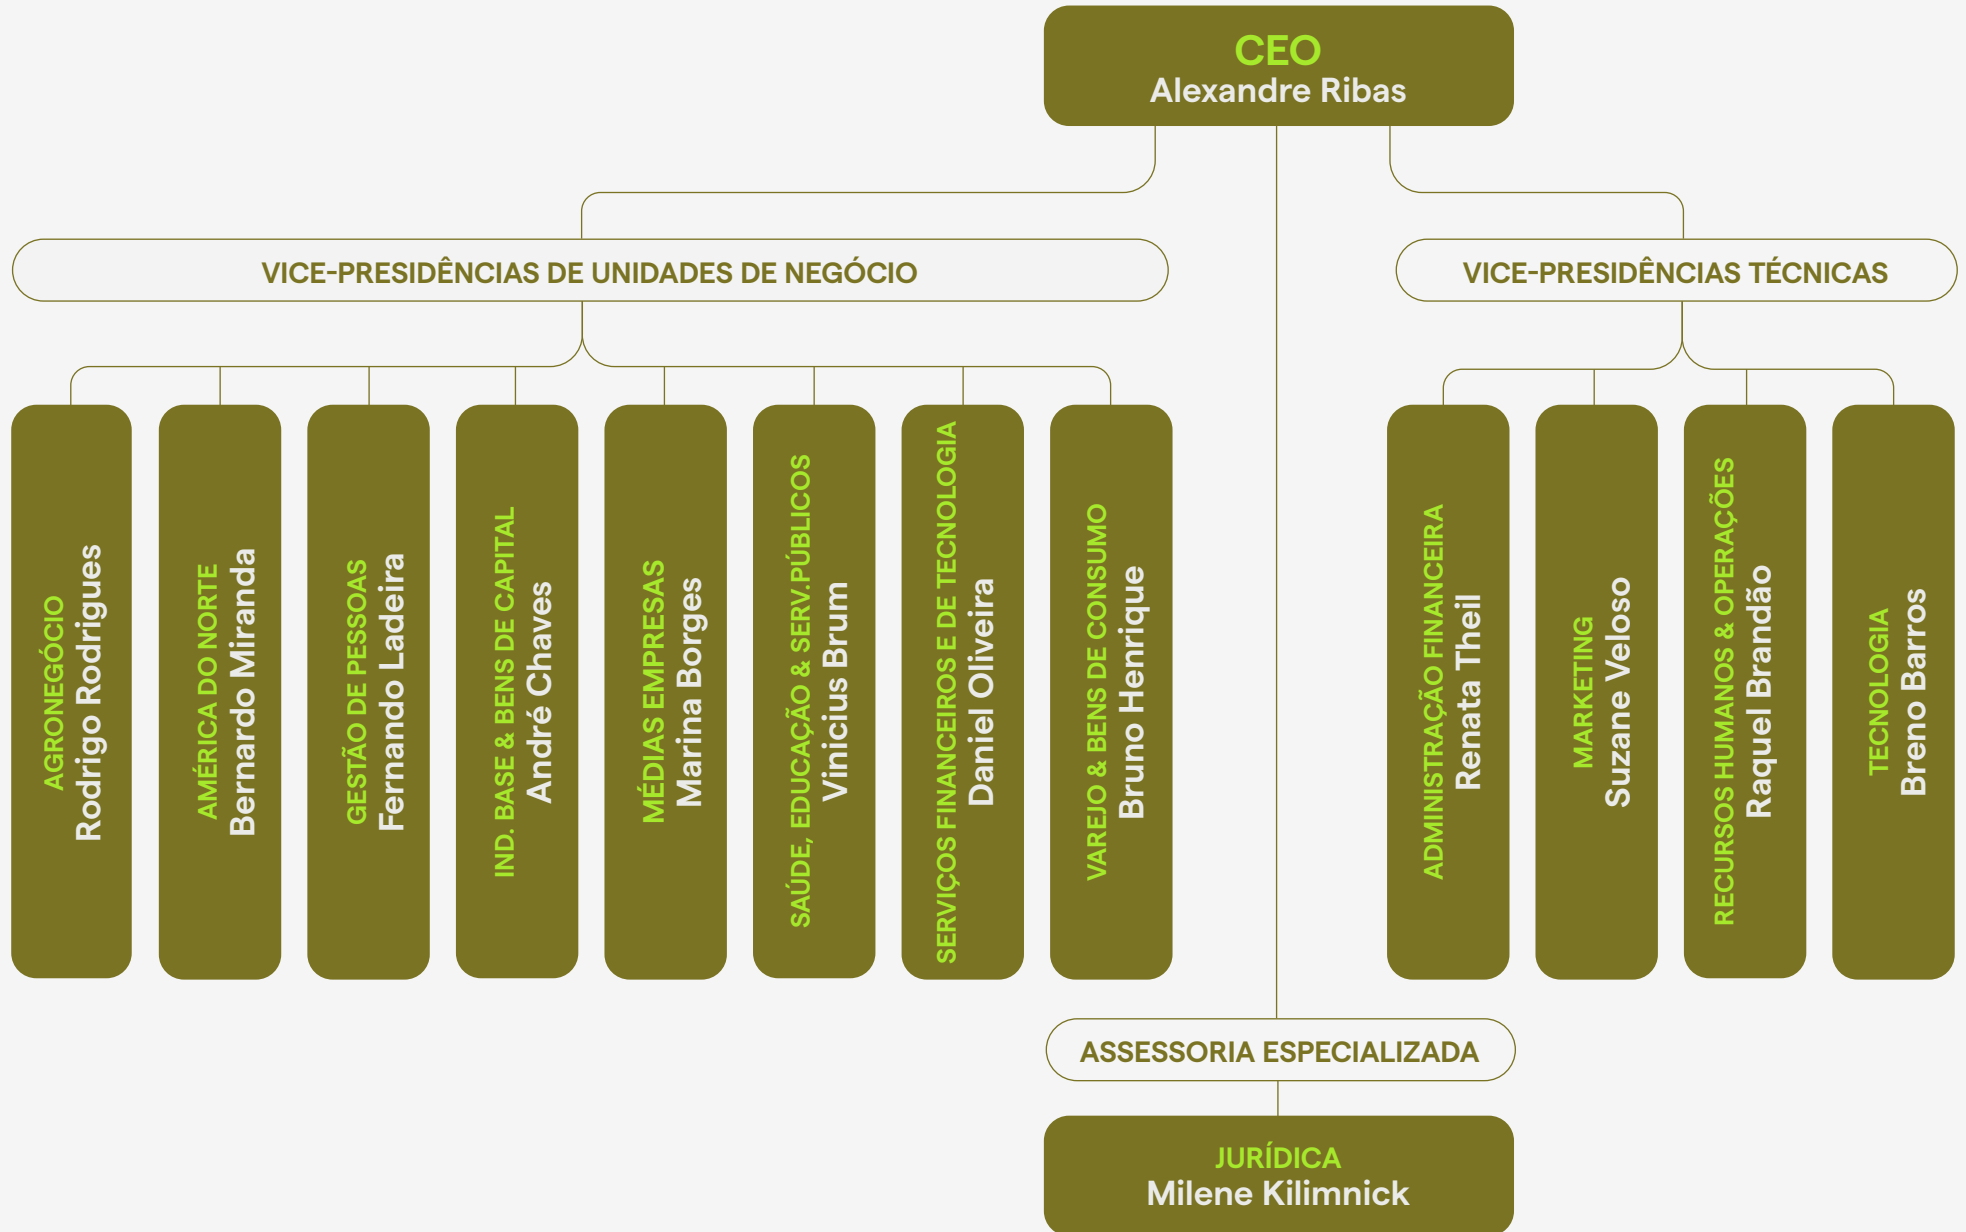 CEO
Alexandre Ribas
VICE-PRESIDÊNCIAS DE UNIDADES DE NEGÓCIO
VICE-PRESIDÊNCIAS TÉCNICAS
AGRONEGÓCIO
Rodrigo Rodrigues
AMÉRICA DO NORTE
Bernardo Miranda
GESTÃO DE PESSOAS
Fernando Ladeira
IND. BASE & BENS DE CAPITAL
André Chaves
MÉDIAS EMPRESAS
Marina Borges
SAÚDE, EDUCAÇÃO & SERV.PÚBLICOS
Vinicius Brum
SERVIÇOS FINANCEIROS E DE TECNOLOGIA
Daniel Oliveira
VAREJO & BENS DE CONSUMO
Bruno Henrique
ADMINISTRAÇÃO FINANCEIRA
Renata Theil
MARKETING
Suzane Veloso
RECURSOS HUMANOS & OPERAÇÕES
Raquel Brandão
TECNOLOGIA
Breno Barros
ASSESSORIA ESPECIALIZADA
JURÍDICA
Milene Kilimnick